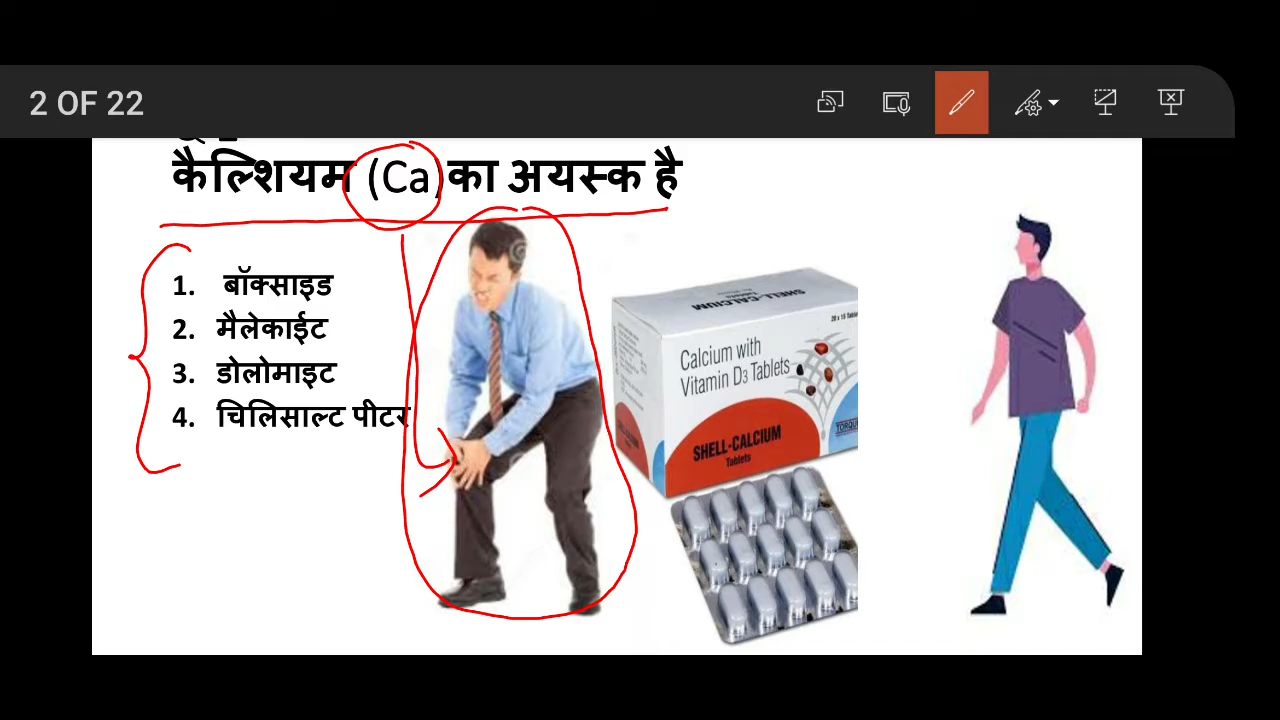 2 OF 22
कैल्शियम (Ca)का अयस्क है
1. बॉक्साइड
2. मैलेकाईट
3. डोलोमाइट
4. चिलिसाल्ट पीटर
SHELL-CALCIUM
Calcium with
Vitamin D3 Tablets
SHELL-CALCIUM
Tablets